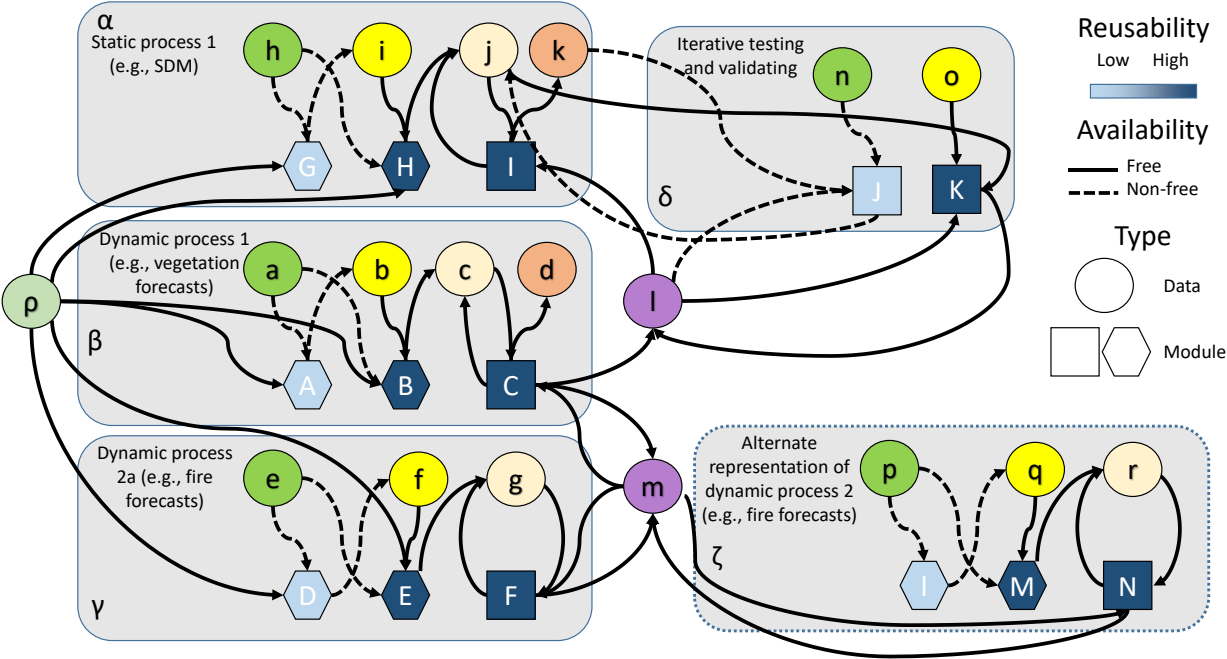 α
Static process 1
(e.g., SDM)
h
i
j
k
G
H
I
Iterative testing
and validating
n
o
δ
J
K
Reusability
Low High
Availability
Free
Non-free
Type
Data
Module
ρ
Dynamic process 1
(e.g., vegetation
forecasts)
a
b
c
d
β
A
B
C
l
Dynamic process
2a (e.g., fire
forecasts)
e
f
g
γ
D
E
F
m
Alternate
representation of
dynamic process 2
(e.g., fire forecasts)
p
q
r
ζ
I
M
N